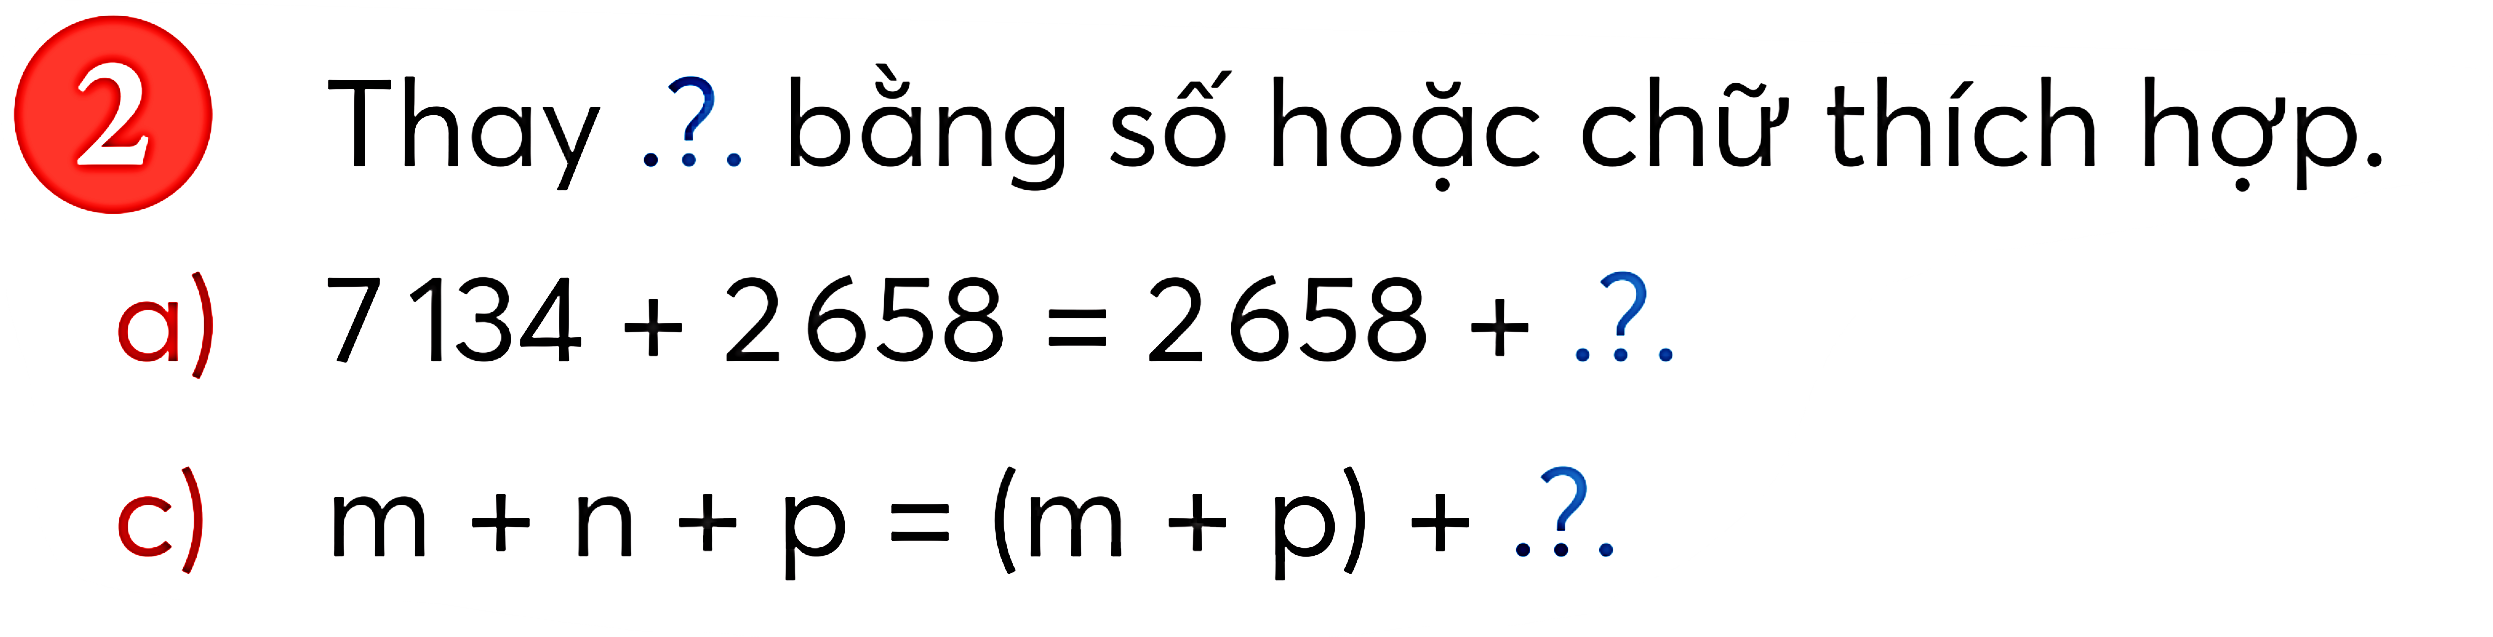 2 Thay .?. bằng số hoặc chữ thích hợp.
a) 7 134 + 2 658 = 2 658 + .?.
c) m + n + p = (m + p) + .?.